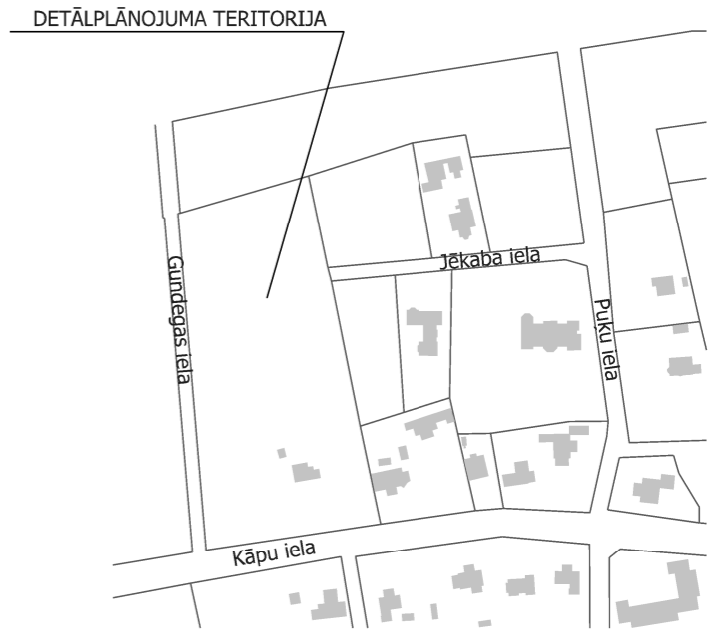 DETĀLPLĀNOJUMA TERITORIJA
Jēkaba iela
Gundegas iela
Puķu iela
Kāpu iela